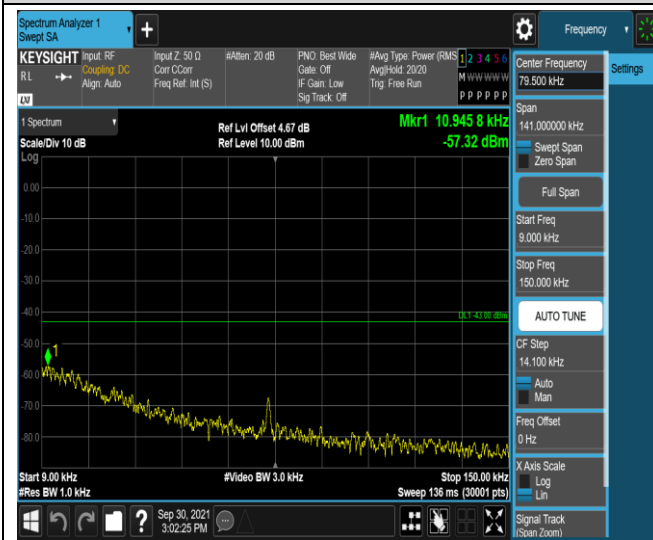 Spectrum Analyzer 1
Swept SA
+
Frequency
KEYSIGHT
RL
LXI
Input: RF
Coupling: DC
Align: Auto
Input Z: 50 Ω
Corr CCorr
Freq Ref: Int (S)
#Atten: 20 dB
PNO: Best Wide
Gate: Off
IF Gain: Low
Sig Track: Off
#Avg Type: Power (RMS
Avg|Hold: 20/20
Trig: Free Run
1 2 3 4 5 6
M W W W W W
P P P P P P
1 Spectrum
Scale/Div 10 dB
Ref Lvl Offset 4.67 dB
Ref Level 10.00 dBm
Mkr1 10.945 8 kHz
-57.32 dBm
Log
0.00
-10.0
-20.0
-30.0
-40.0
DL1 -43.00 dBm
-50.0
1
-60.0
-70.0
-80.0
Start 9.00 kHz
#Video BW 3.0 kHz
Stop 150.00 kHz
#Res BW 1.0 kHz
Sweep 136 ms (30001 pts)
?
Sep 30, 2021
3:02:25 PM
Center Frequency
79.500 kHz
Settings
Span
141.000000 kHz
Swept Span
Zero Span
Full Span
Start Freq
9.000 kHz
Stop Freq
150.000 kHz
AUTO TUNE
CF Step
14.100 kHz
Auto
Man
Freq Offset
0 Hz
X Axis Scale
Log
Lin
Signal Track
(Span Zoom)